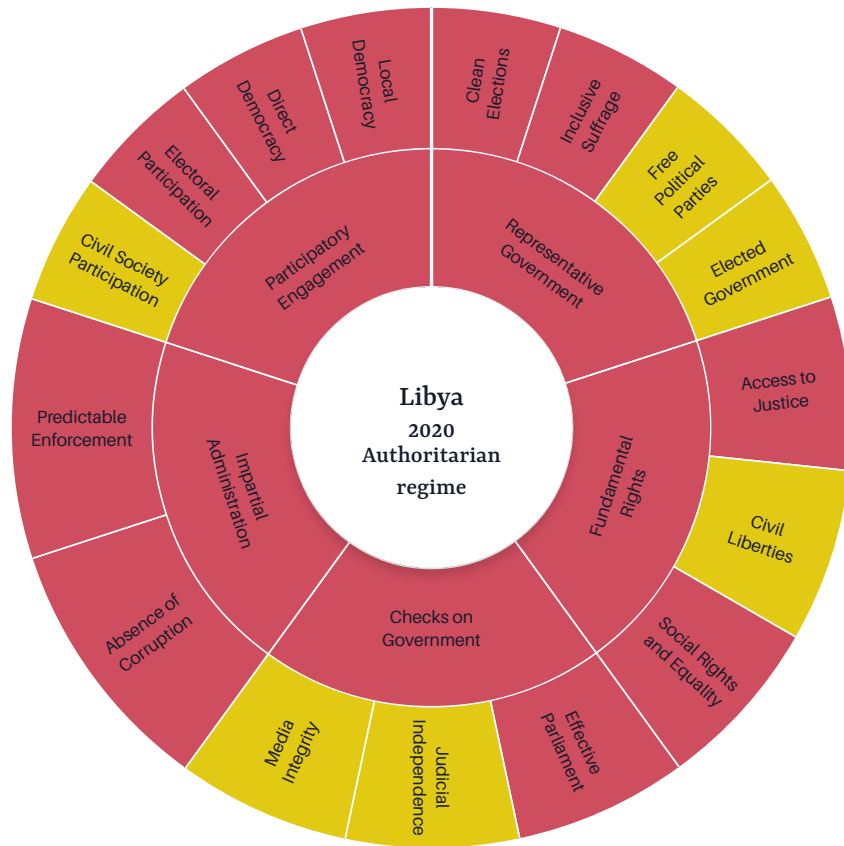 Libya
2020
Authoritarian
regime
Representative
Government
Fundamental
Rights
Checks on
Government
Impartial
Administration
Participatory
Engagement
Clean
Elections
Inclusive
Suffrage
Free
Political
Parties
Elected
Government
Access to
Justice
Civil
Liberties
Social Rights
and Equality
Effective
Parliament
Judicial
Independence
Media
Integrity
Absence of
Corruption
Predictable
Enforcement
Civil Society
Participation
Electoral
Participation
Direct
Democracy
Local
Democracy